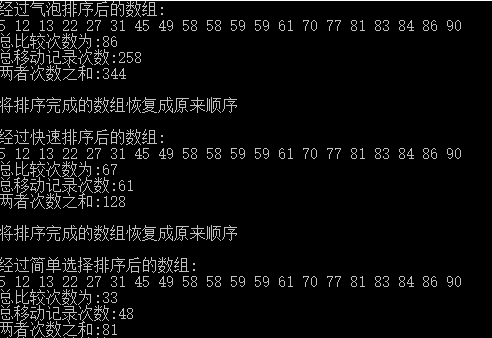 经过气泡排序后的数组:
5 12 13 22 27 31 45 49 58 58 59 59 61 70 77 81 83 84 86 90
总比较次数为:86
总移动记录次数:258
两者次数之和:344
将排序完成的数组恢复成原来顺序
经过快速排序后的数组:
5 12 13 22 27 31 45 49 58 58 59 59 61 70 77 81 83 84 86 90
总比较次数为:67
总移动记录次数:61
两者次数之和:128
将排序完成的数组恢复成原来顺序
经过简单选择排序后的数组:
5 12 13 22 27 31 45 49 58 58 59 59 61 70 77 81 83 84 86 90
总比较次数为:33
总移动记录次数:48
两者次数之和:81